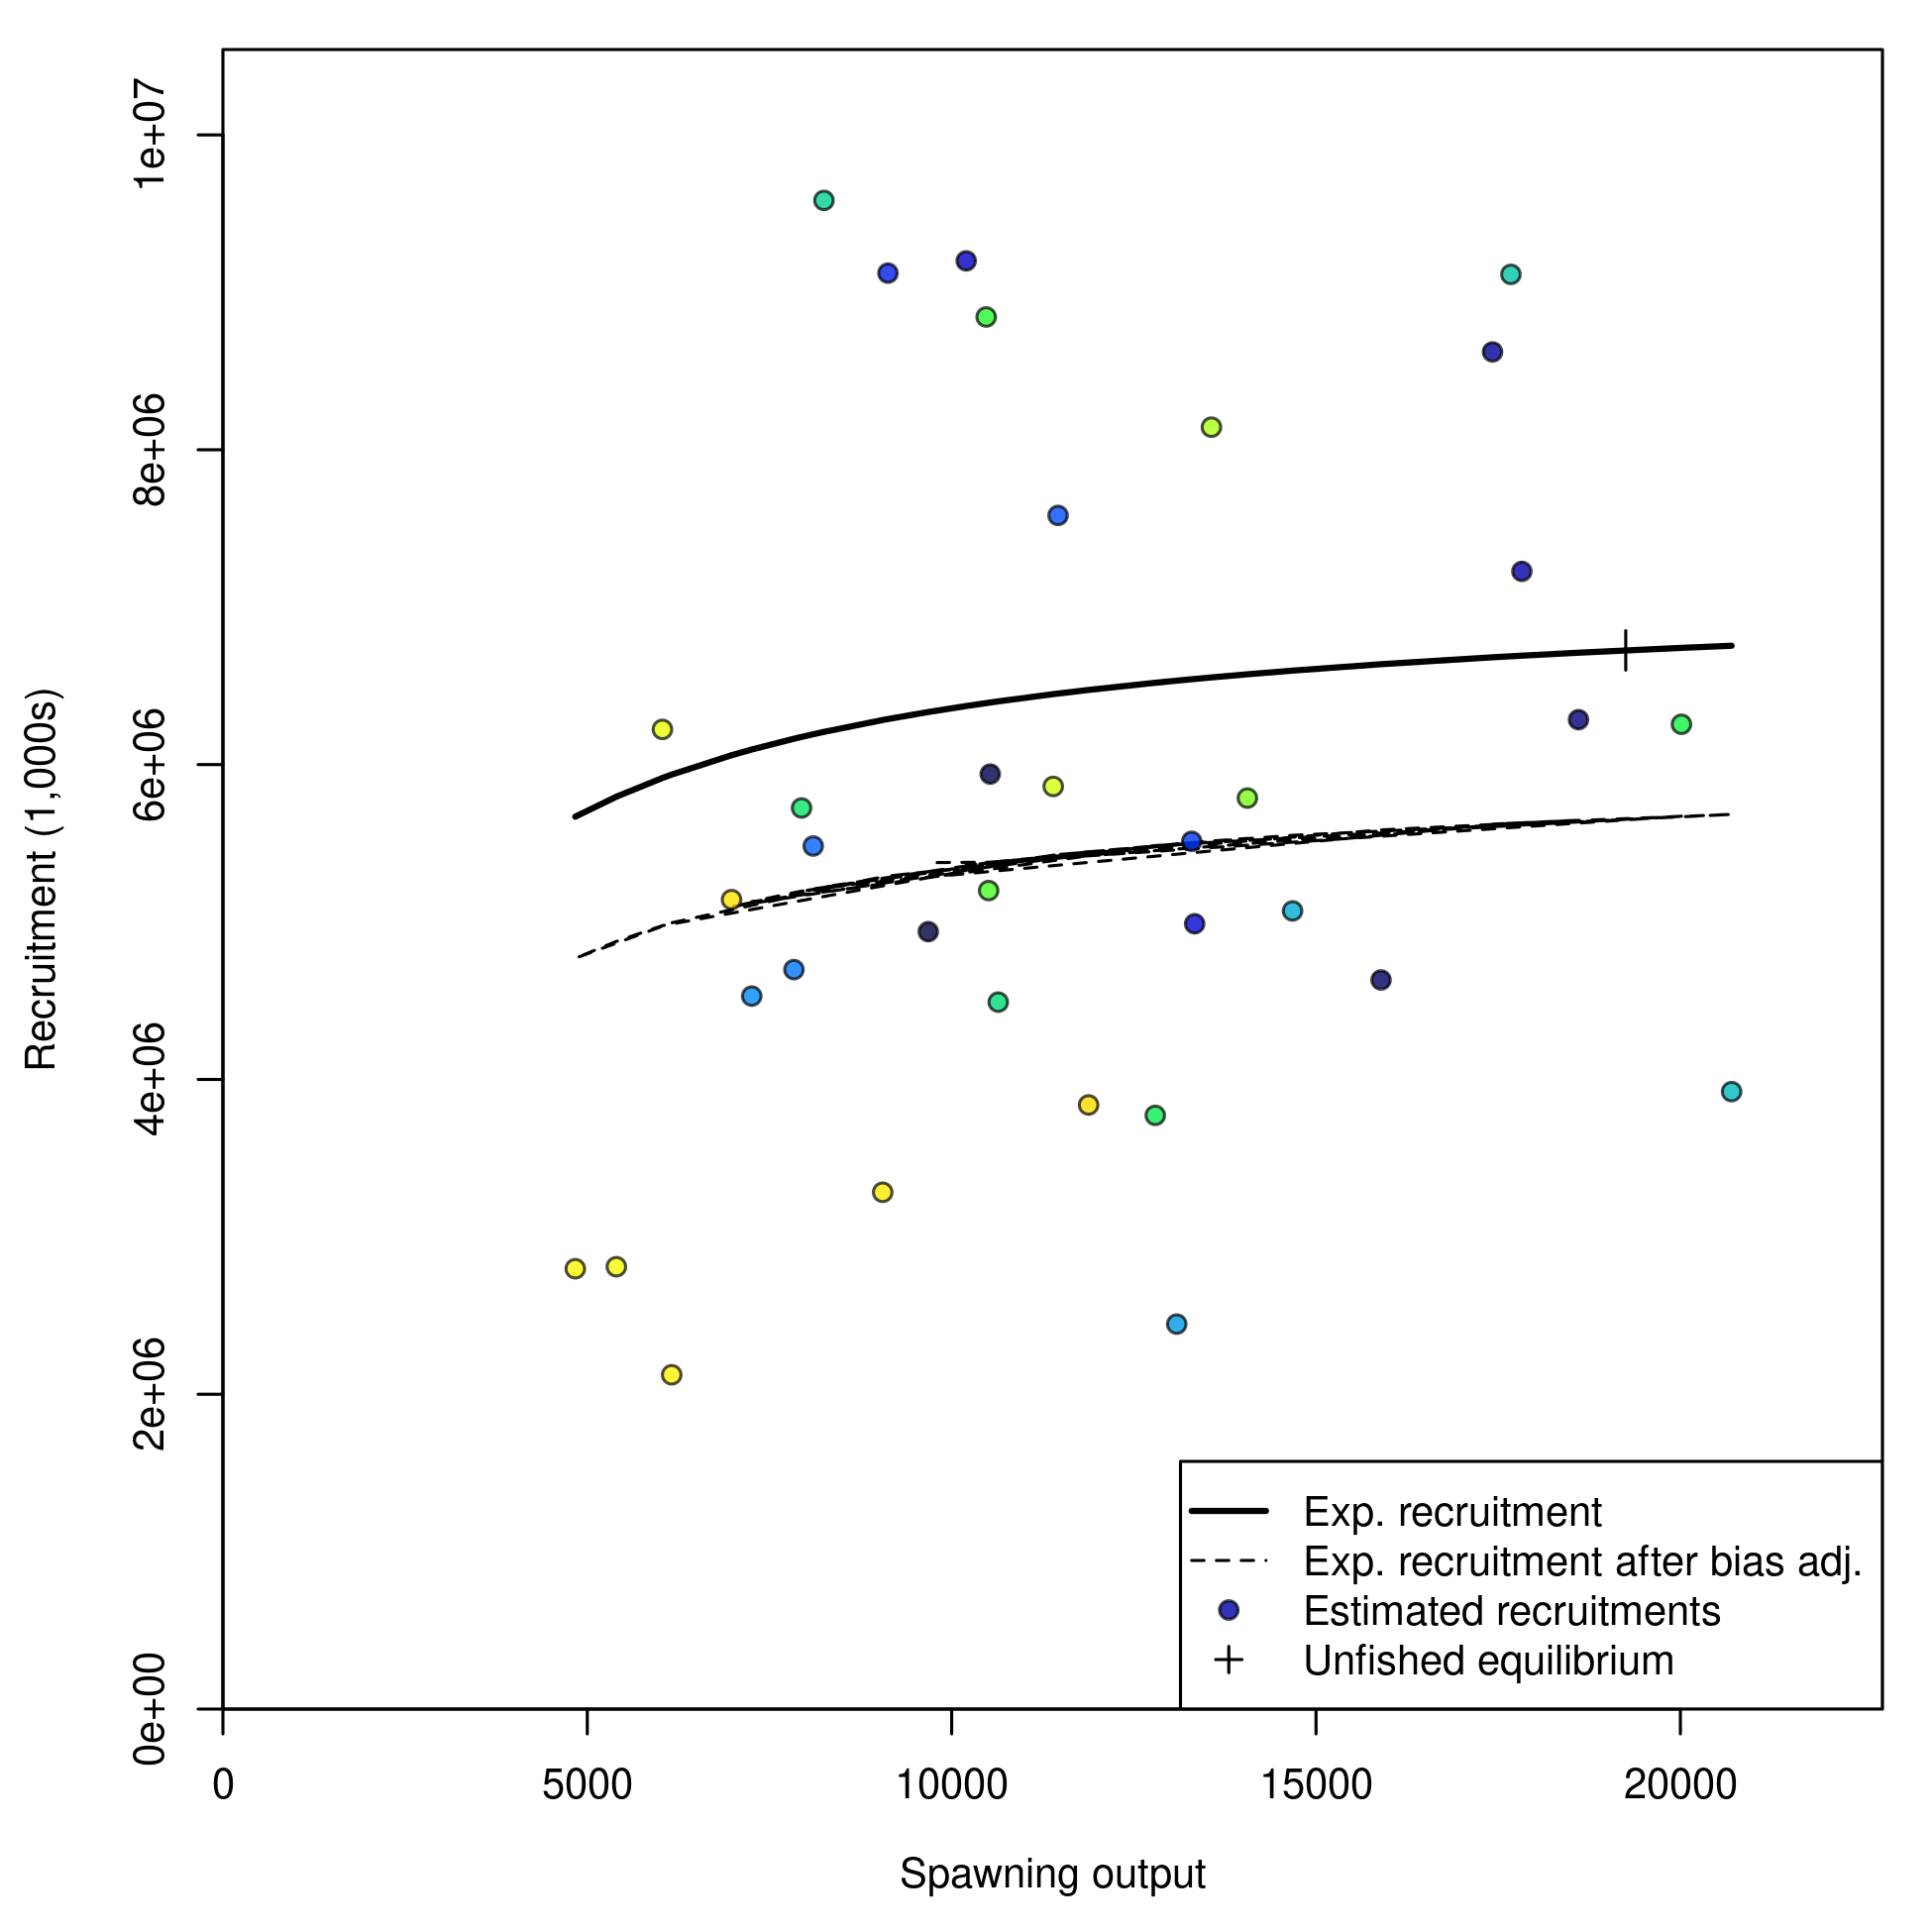 1e+07
8e+06
6e+06
4e+06
2e+06
0e+00
Recruitment (1,000s)
Exp. recruitment
Exp. recruitment after bias adj.
Estimated recruitments
Unfished equilibrium
0 5000 10000 15000 20000
Spawning output